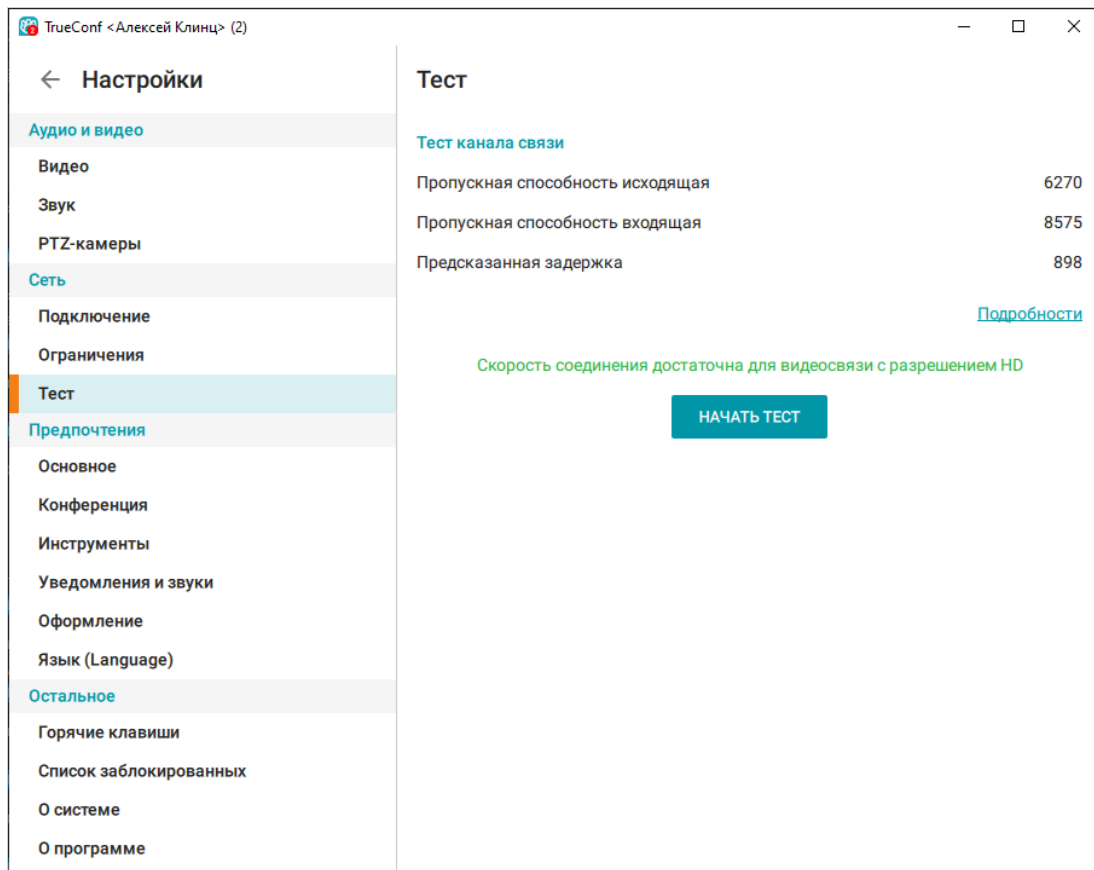 TrueConf <Алексей Клинц> (2)
Настройки
Аудио и видео
Видео
Звук
PTZ-камеры
Сеть
Подключение
Ограничения
Тест
Предпочтения
Основное
Конференция
Инструменты
Уведомления и звуки
Оформление
Язык (Language)
Остальное
Горячие клавиши
Список заблокированных
О системе
О программе
Тест
Тест канала связи
Пропускная способность исходящая 6270
Пропускная способность входящая 8575
Предсказанная задержка 898
Подробности
Скорость соединения достаточна для видеосвязи с разрешением HD
НАЧАТЬ ТЕСТ